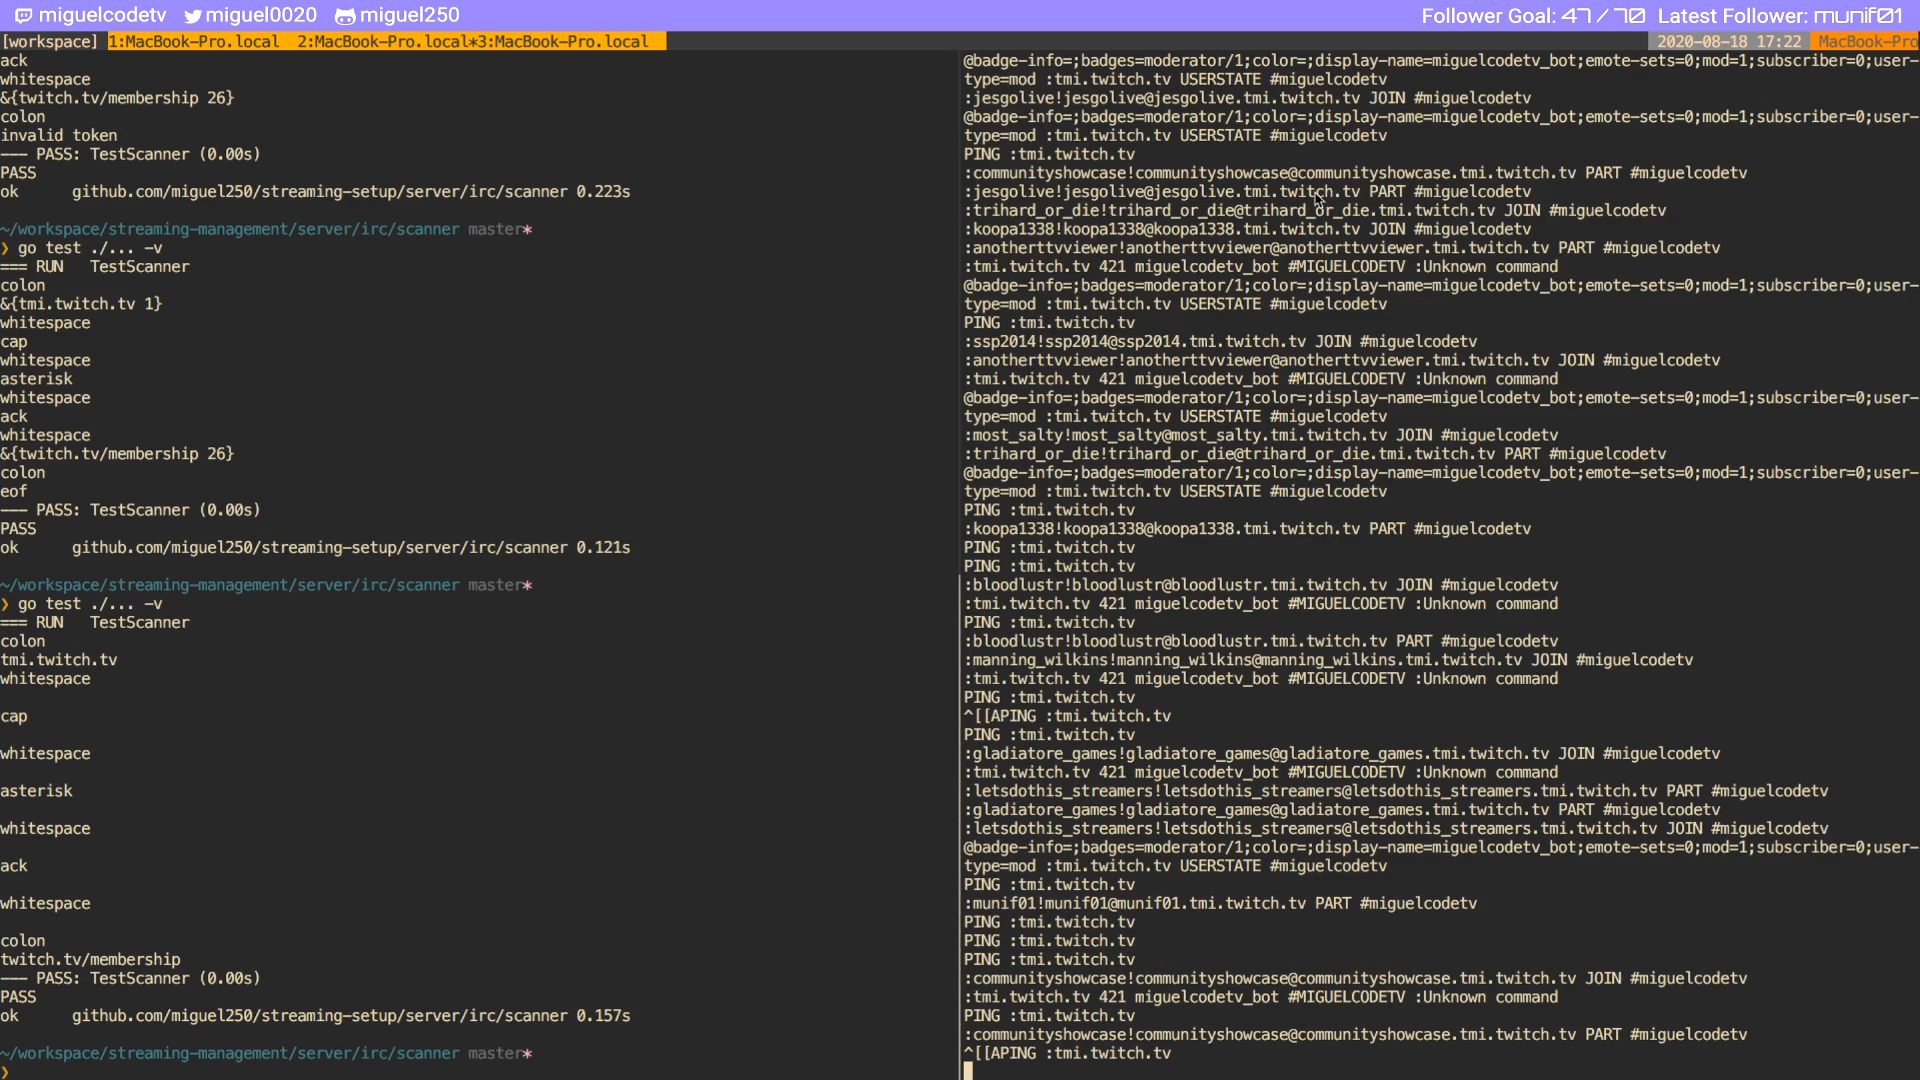 miguelcodetv miguel0020 miguel250 Follower Goal: 47 / 70 Latest Follower: munif01
[workspace] 1:MacBook-Pro.local 2:MacBook-Pro.local*3:MacBook-Pro.local 2020-08-18 17:22 MacBook-Pro
ack
whitespace
&{twitch.tv/membership 26}
colon
invalid token
--- PASS: TestScanner (0.00s)
PASS
ok github.com/miguel250/streaming-setup/server/irc/scanner 0.223s
~/workspace/streaming-management/server/irc/scanner master*
❯ go test ./... -v
=== RUN TestScanner
colon
&{tmi.twitch.tv 1}
whitespace
cap
whitespace
asterisk
whitespace
ack
whitespace
&{twitch.tv/membership 26}
colon
eof
--- PASS: TestScanner (0.00s)
PASS
ok github.com/miguel250/streaming-setup/server/irc/scanner 0.121s
~/workspace/streaming-management/server/irc/scanner master*
❯ go test ./... -v
=== RUN TestScanner
colon
tmi.twitch.tv
whitespace
cap
whitespace
asterisk
whitespace
ack
whitespace
colon
twitch.tv/membership
--- PASS: TestScanner (0.00s)
PASS
ok github.com/miguel250/streaming-setup/server/irc/scanner 0.157s
~/workspace/streaming-management/server/irc/scanner master*
❯
@badge-info=;badges=moderator/1;color=;display-name=miguelcodetv_bot;emote-sets=0;mod=1;subscriber=0;user-
type=mod :tmi.twitch.tv USERSTATE #miguelcodetv
:jesgolive!jesgolive@jesgolive.tmi.twitch.tv JOIN #miguelcodetv
@badge-info=;badges=moderator/1;color=;display-name=miguelcodetv_bot;emote-sets=0;mod=1;subscriber=0;user-
type=mod :tmi.twitch.tv USERSTATE #miguelcodetv
PING :tmi.twitch.tv
:communityshowcase!communityshowcase@communityshowcase.tmi.twitch.tv PART #miguelcodetv
:jesgolive!jesgolive@jesgolive.tmi.twitch.tv PART #miguelcodetv
:trihard_or_die!trihard_or_die@trihard_or_die.tmi.twitch.tv JOIN #miguelcodetv
:koopa1338!koopa1338@koopa1338.tmi.twitch.tv JOIN #miguelcodetv
:anotherttvviewer!anotherttvviewer@anotherttvviewer.tmi.twitch.tv PART #miguelcodetv
:tmi.twitch.tv 421 miguelcodetv_bot #MIGUELCODETV :Unknown command
@badge-info=;badges=moderator/1;color=;display-name=miguelcodetv_bot;emote-sets=0;mod=1;subscriber=0;user-
type=mod :tmi.twitch.tv USERSTATE #miguelcodetv
PING :tmi.twitch.tv
:ssp2014!ssp2014@ssp2014.tmi.twitch.tv JOIN #miguelcodetv
:anotherttvviewer!anotherttvviewer@anotherttvviewer.tmi.twitch.tv JOIN #miguelcodetv
:tmi.twitch.tv 421 miguelcodetv_bot #MIGUELCODETV :Unknown command
@badge-info=;badges=moderator/1;color=;display-name=miguelcodetv_bot;emote-sets=0;mod=1;subscriber=0;user-
type=mod :tmi.twitch.tv USERSTATE #miguelcodetv
:most_salty!most_salty@most_salty.tmi.twitch.tv JOIN #miguelcodetv
:trihard_or_die!trihard_or_die@trihard_or_die.tmi.twitch.tv PART #miguelcodetv
@badge-info=;badges=moderator/1;color=;display-name=miguelcodetv_bot;emote-sets=0;mod=1;subscriber=0;user-
type=mod :tmi.twitch.tv USERSTATE #miguelcodetv
PING :tmi.twitch.tv
:koopa1338!koopa1338@koopa1338.tmi.twitch.tv PART #miguelcodetv
PING :tmi.twitch.tv
PING :tmi.twitch.tv
:bloodlustr!bloodlustr@bloodlustr.tmi.twitch.tv JOIN #miguelcodetv
:tmi.twitch.tv 421 miguelcodetv_bot #MIGUELCODETV :Unknown command
PING :tmi.twitch.tv
:bloodlustr!bloodlustr@bloodlustr.tmi.twitch.tv PART #miguelcodetv
:manning_wilkins!manning_wilkins@manning_wilkins.tmi.twitch.tv JOIN #miguelcodetv
:tmi.twitch.tv 421 miguelcodetv_bot #MIGUELCODETV :Unknown command
PING :tmi.twitch.tv
^[[APING :tmi.twitch.tv
PING :tmi.twitch.tv
:gladiatore_games!gladiatore_games@gladiatore_games.tmi.twitch.tv JOIN #miguelcodetv
:tmi.twitch.tv 421 miguelcodetv_bot #MIGUELCODETV :Unknown command
:letsdothis_streamers!letsdothis_streamers@letsdothis_streamers.tmi.twitch.tv PART #miguelcodetv
:gladiatore_games!gladiatore_games@gladiatore_games.tmi.twitch.tv PART #miguelcodetv
:letsdothis_streamers!letsdothis_streamers@letsdothis_streamers.tmi.twitch.tv JOIN #miguelcodetv
@badge-info=;badges=moderator/1;color=;display-name=miguelcodetv_bot;emote-sets=0;mod=1;subscriber=0;user-
type=mod :tmi.twitch.tv USERSTATE #miguelcodetv
PING :tmi.twitch.tv
:munif01!munif01@munif01.tmi.twitch.tv PART #miguelcodetv
PING :tmi.twitch.tv
PING :tmi.twitch.tv
PING :tmi.twitch.tv
:communityshowcase!communityshowcase@communityshowcase.tmi.twitch.tv JOIN #miguelcodetv
:tmi.twitch.tv 421 miguelcodetv_bot #MIGUELCODETV :Unknown command
PING :tmi.twitch.tv
:communityshowcase!communityshowcase@communityshowcase.tmi.twitch.tv PART #miguelcodetv
^[[APING :tmi.twitch.tv